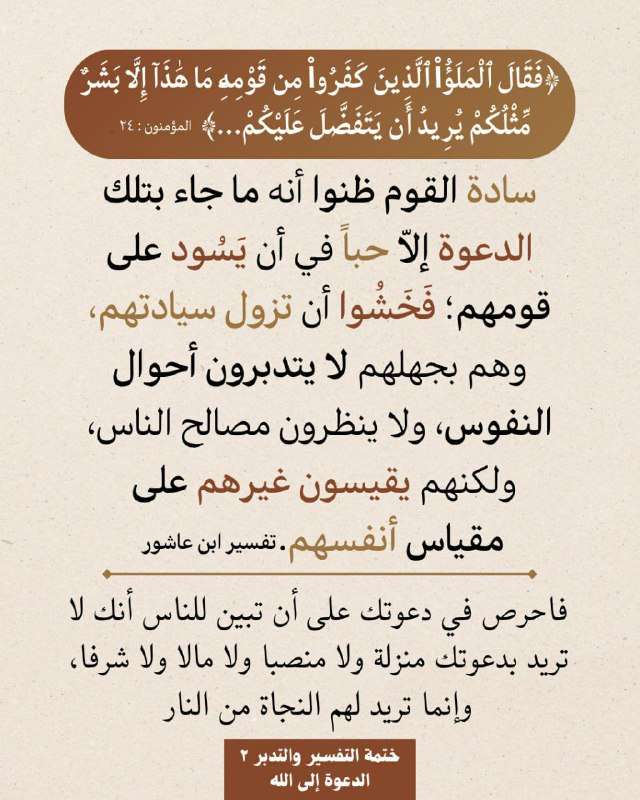 ﴿فَقَالَ ٱلْمَلَؤُا۟ ٱلَّذِينَ كَفَرُوا۟ مِن قَوْمِهِۦ مَا هَٰذَآ إِلَّا بَشَرٌ
مِّثْلُكُمْ يُرِيدُ أَن يَتَفَضَّلَ عَلَيْكُمْ...﴾ المؤمنون : ٢٤
سادة القوم ظنوا أنه ما جاء بتلك
الدعوة إلاّ حباً في أن يَسُود على
قومهم؛ فَخَشُوا أن تزول سيادتهم،
وهم بجهلهم لا يتدبرون أحوال
النفوس، ولا ينظرون مصالح الناس،
ولكنهم يقيسون غيرهم على
مقياس أنفسهم. تفسير ابن عاشور
فاحرص في دعوتك على أن تبين للناس أنك لا
تريد بدعوتك منزلة ولا منصبا ولا مالا ولا شرفا،
وإنما تريد لهم النجاة من النار
ختمة التفسير والتدبر ٢
الدعوة إلى الله